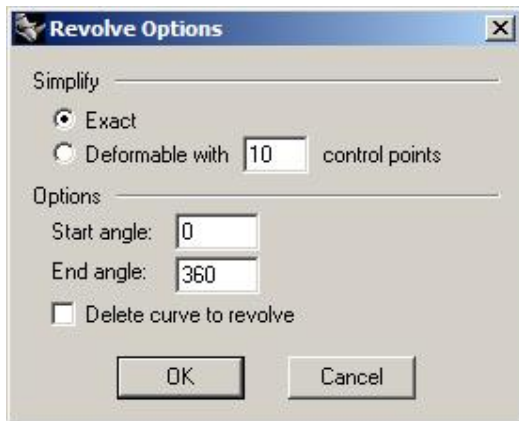 Revolve Options
Simplify
Exact
Deformable with 10 control points
Options
Start angle: 0
End angle: 360
Delete curve to revolve
OK Cancel